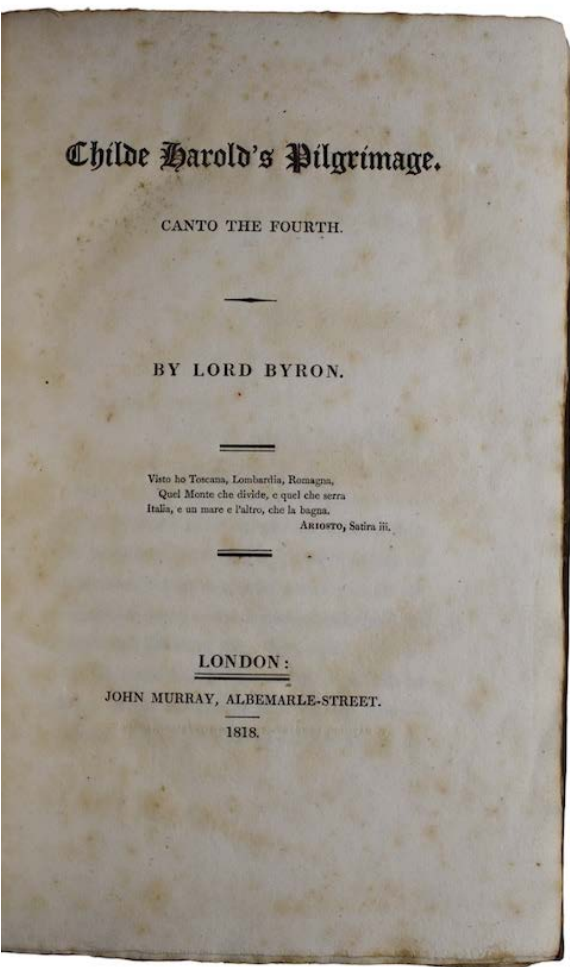 Childe Harold's Pilgrimage.
CANTO THE FOURTH.
BY LORD BYRON.
Visto ho Toscana, Lombardia, Romagna,
Quel Monte che divide, e quel che serra
Italia, e un mare e l'altro, che la bagna.
ARIOSTO, Satira iii.
LONDON:
JOHN MURRAY, ALBEMARLE-STREET.
1818.